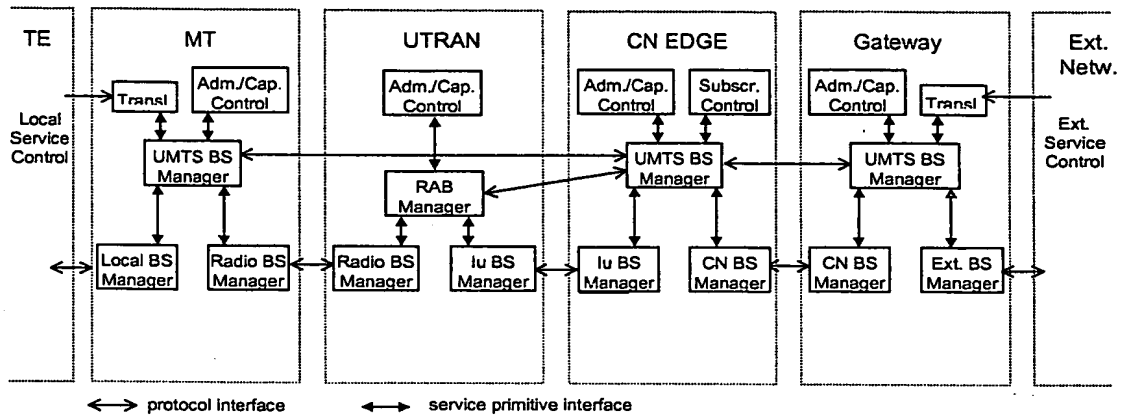 TE
MT
UTRAN
CN EDGE
Gateway
Ext.
Netw.
Transl
Adm./Cap.
Control
Adm./Cap.
Control
Adm./Cap.
Control
Subscr.
Control
Adm./Cap.
Control
Transl
Local
Service
Control
Ext.
Service
Control
UMTS BS
Manager
RAB
Manager
UMTS BS
Manager
UMTS BS
Manager
Local BS
Manager
Radio BS
Manager
Radio BS
Manager
Iu BS
Manager
Iu BS
Manager
CN BS
Manager
CN BS
Manager
Ext. BS
Manager
protocol interface
service primitive interface